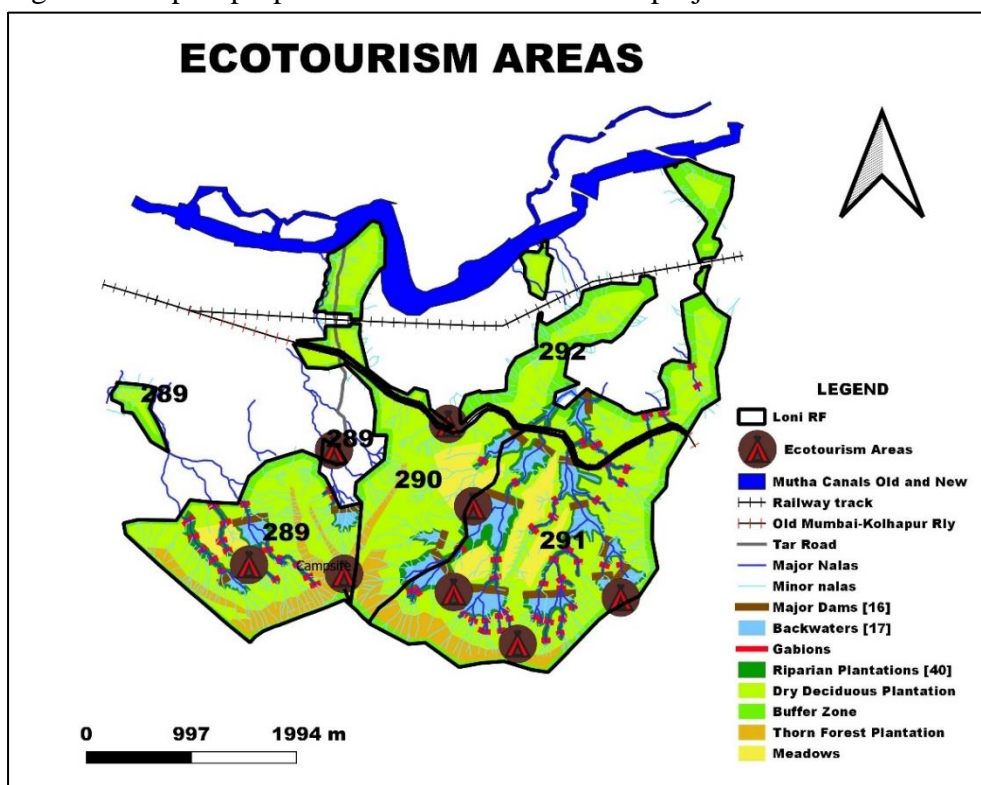 ECOTOURISM AREAS
292
289
289
290
289
291
Campsite
LEGEND
Loni RF
Ecotourism Areas
Mutha Canals Old and New
Railway track
Old Mumbai-Kolhapur Rly
Tar Road
Major Nalas
Minor nalas
Major Dams [16]
Backwaters [17]
Gabions
Riparian Plantations [40]
Dry Deciduous Plantation
Buffer Zone
Thorn Forest Plantation
Meadows
0 997 1994 m